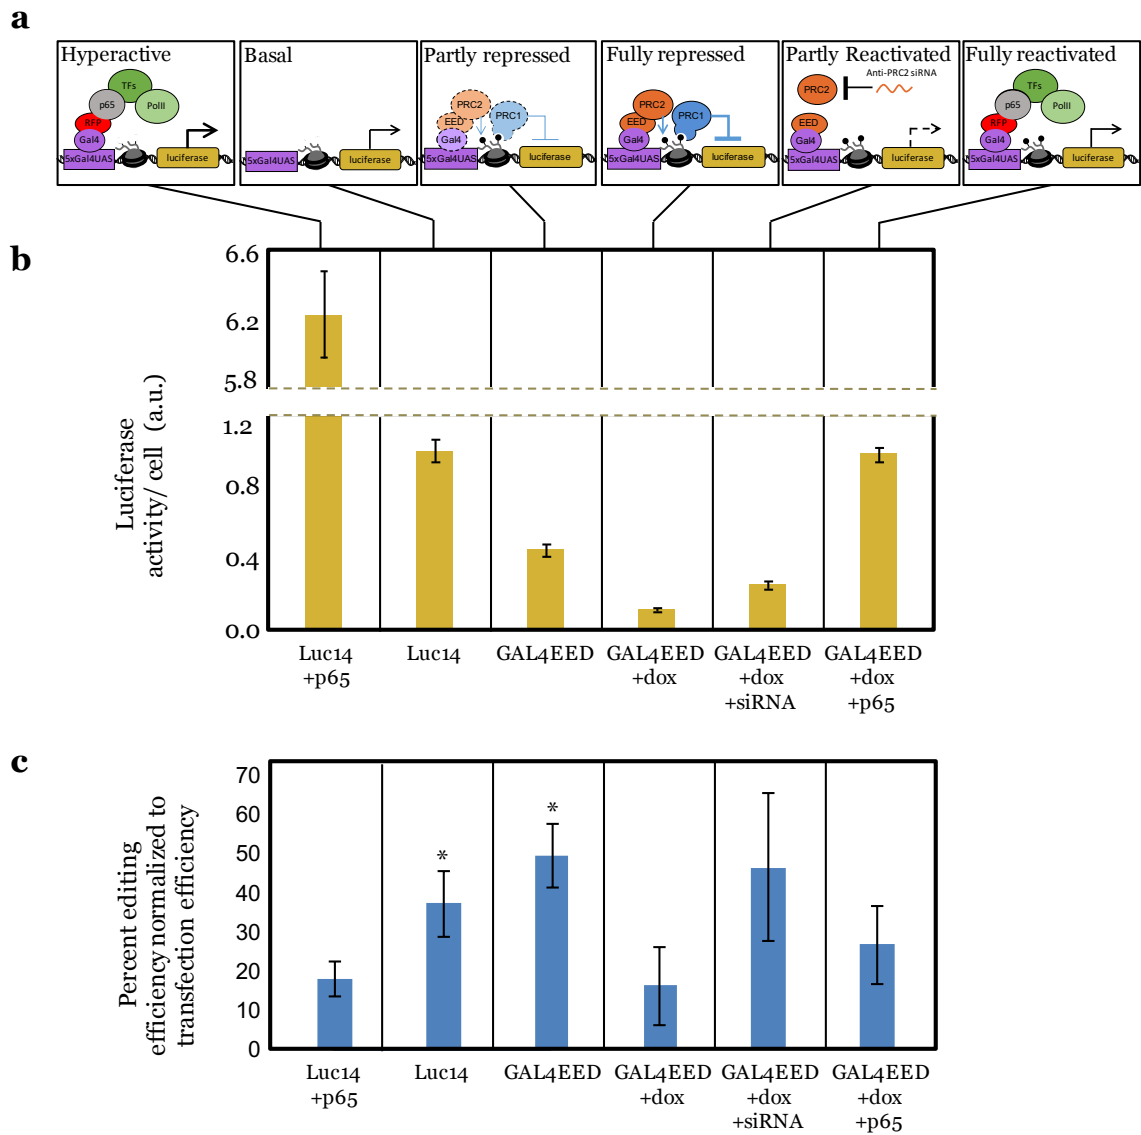 a
Hyperactive
Basal
Partly repressed
Fully repressed
Partly Reactivated
Fully reactivated
TFs
p65
PolII
RFP
Gal4
5xGal4UAS
luciferase
5xGal4UAS
luciferase
PRC2
PRC1
EED
Gal4
5xGal4UAS
luciferase
PRC2
PRC1
EED
Gal4
5xGal4UAS
luciferase
Anti-PRC2 siRNA
PRC2
EED
Gal4
5xGal4UAS
luciferase
TFs
p65
PolII
RFP
Gal4
5xGal4UAS
luciferase
b
Luciferase
activity/ cell (a.u.)
6.6
6.2
5.8
1.2
0.8
0.4
0.0
Luc14
+p65
Luc14
GAL4EED
GAL4EED
+dox
GAL4EED
+dox
+siRNA
GAL4EED
+dox
+p65
c
Percent editing
efficiency normalized to
transfection efficiency
70
60
50
40
30
20
10
0
*
*
Luc14
+p65
Luc14
GAL4EED
GAL4EED
+dox
GAL4EED
+dox
+siRNA
GAL4EED
+dox
+p65